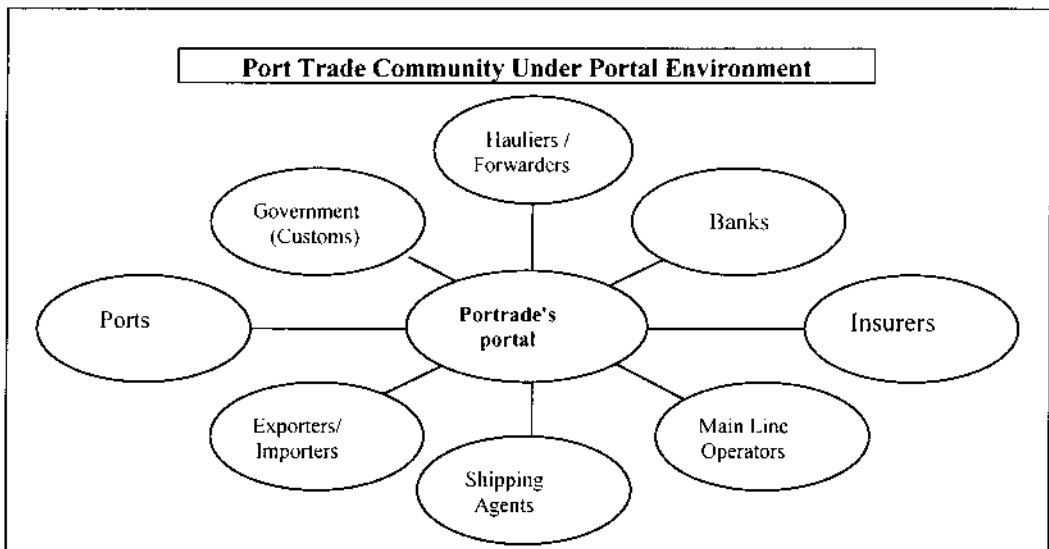 Port Trade Community Under Portal Environment
Hauliers /
Forwarders
Government
(Customs)
Banks
Ports
Portrade's
portal
Insurers
Exporters/
Importers
Main Line
Operators
Shipping
Agents